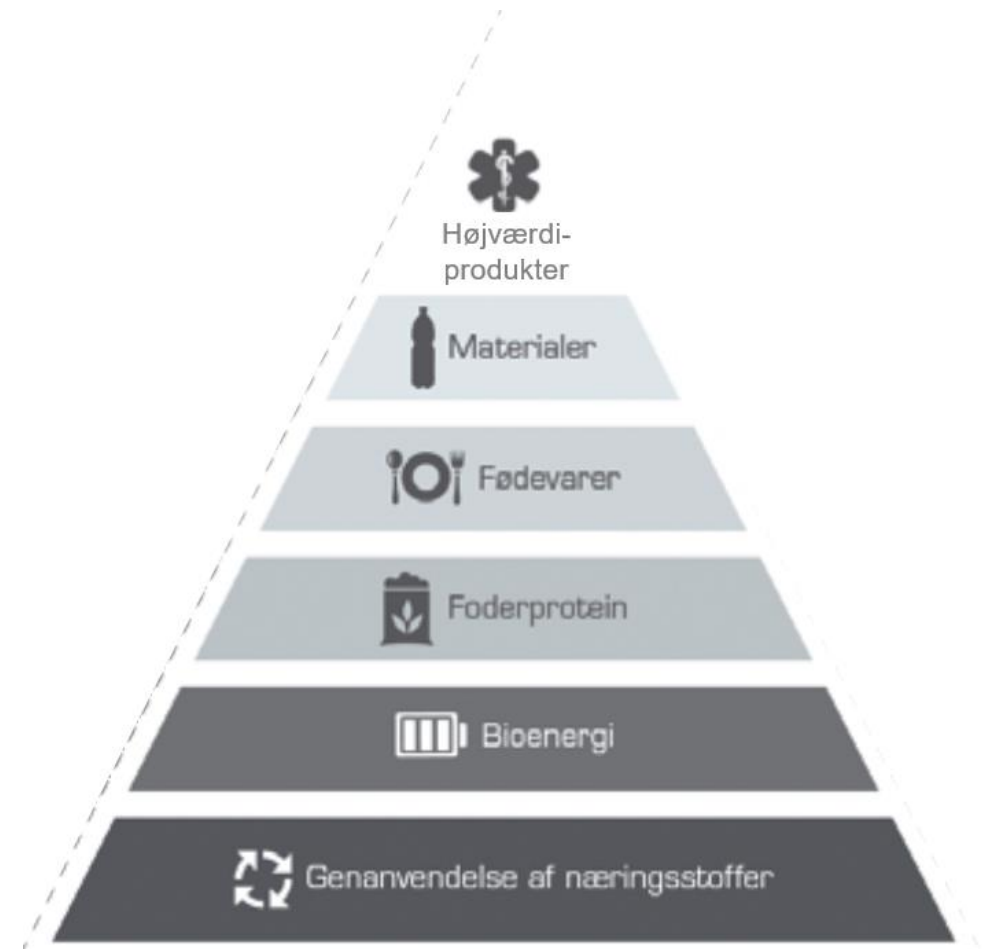 Højværdi-
produkter
Materialer
Fødevarer
Foderprotein
Bioenergi
Genanvendelse af næringsstoffer